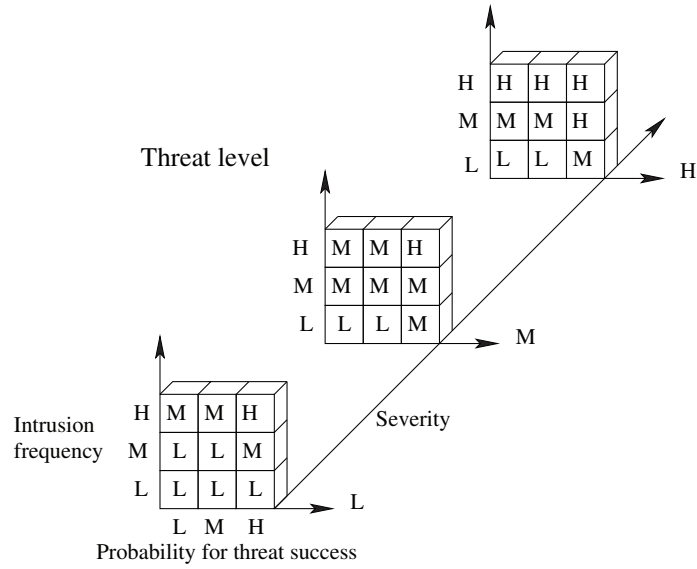 H H H H
M M M H
L L L M
H
Threat level
H M M H
M M M M
L L L M
M
Severity
Intrusion
frequency
H M M H
M L L M
L L L L
L
L M H
Probability for threat success